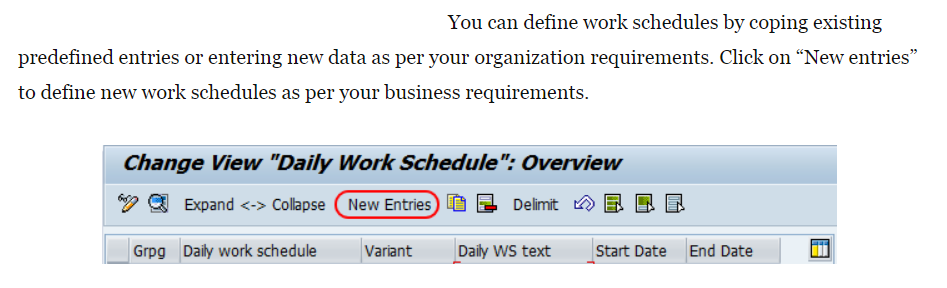 You can define work schedules by coping existing
predefined entries or entering new data as per your organization requirements. Click on “New entries”
to define new work schedules as per your business requirements.
Change View "Daily Work Schedule": Overview
Expand <-> Collapse New Entries Delimit
Grpg Daily work schedule Variant Daily WS text Start Date End Date